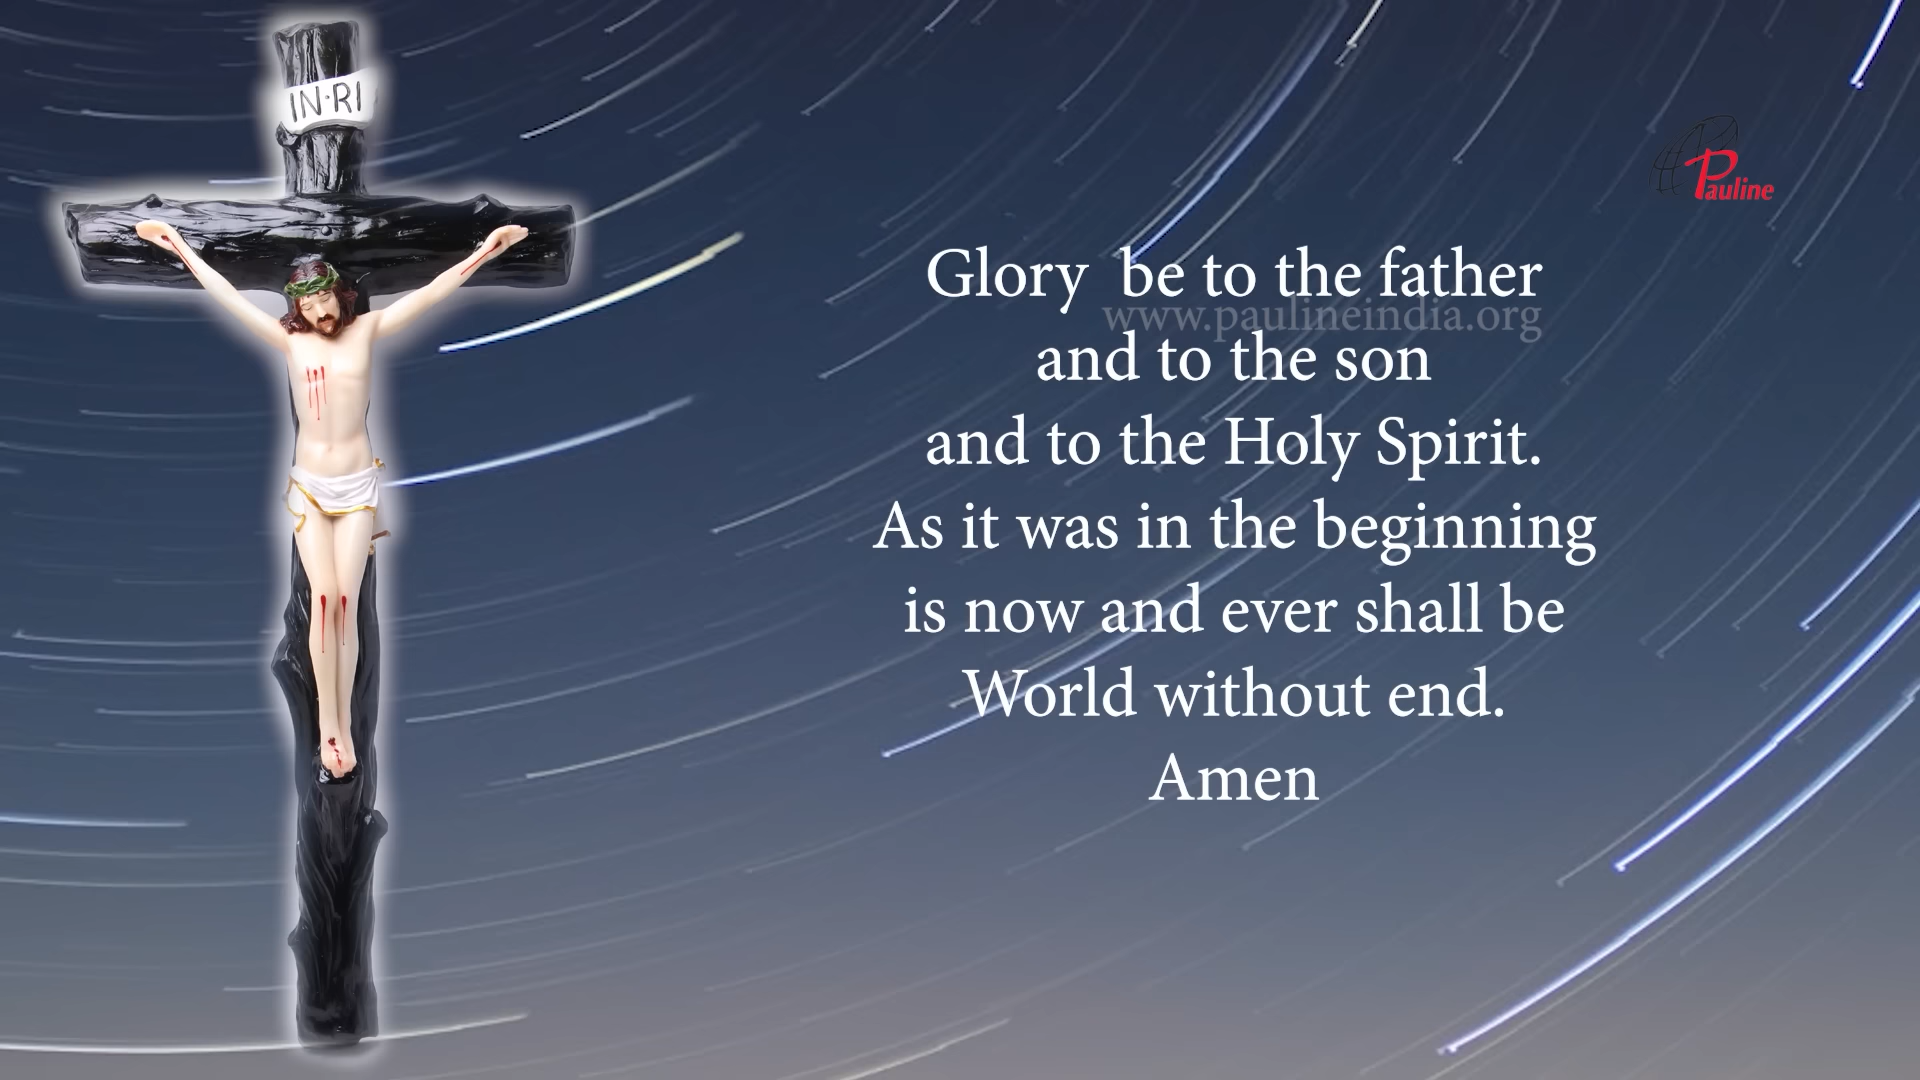 IN·RI
Pauline
Glory be to the father
www.paulineindia.org
and to the son
and to the Holy Spirit.
As it was in the beginning
is now and ever shall be
World without end.
Amen